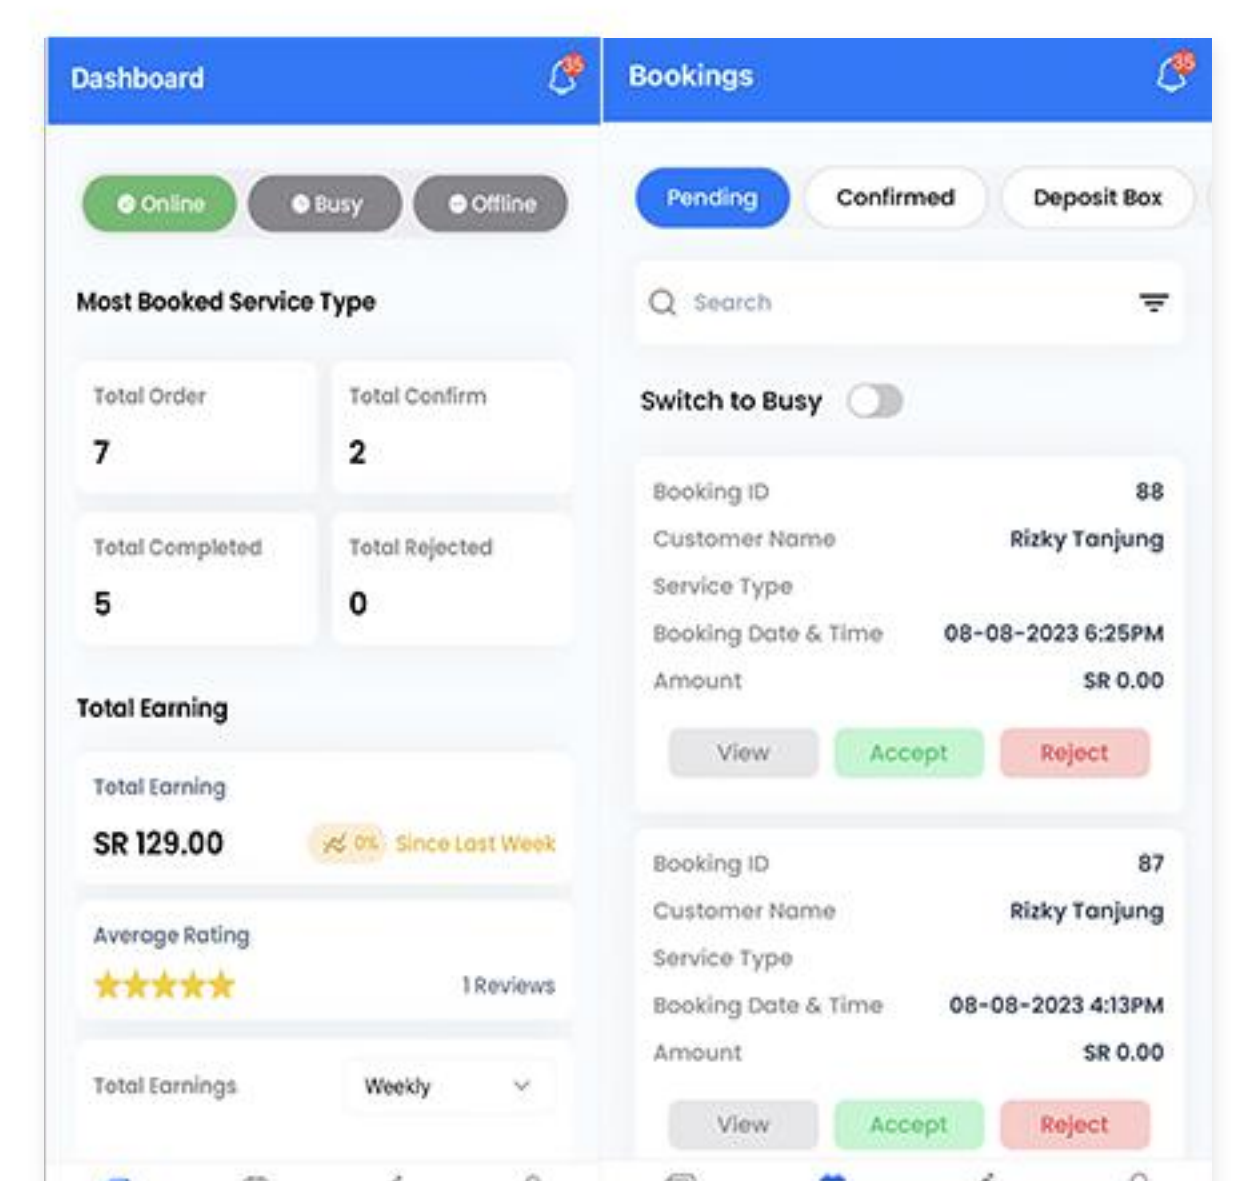 Dashboard
35
Online
Busy
Offline
Most Booked Service Type
Total Order
7
Total Confirm
2
Total Completed
5
Total Rejected
0
Total Earning
Total Earning
SR 129.00
0%
Since Last Week
Average Rating
1 Reviews
Total Earnings
Weekly
Bookings
35
Pending
Confirmed
Deposit Box
Search
Switch to Busy
Booking ID 88
Customer Name Rizky Tanjung
Service Type
Booking Date & Time 08-08-2023 6:25PM
Amount SR 0.00
View Accept Reject
Booking ID 87
Customer Name Rizky Tanjung
Service Type
Booking Date & Time 08-08-2023 4:13PM
Amount SR 0.00
View Accept Reject